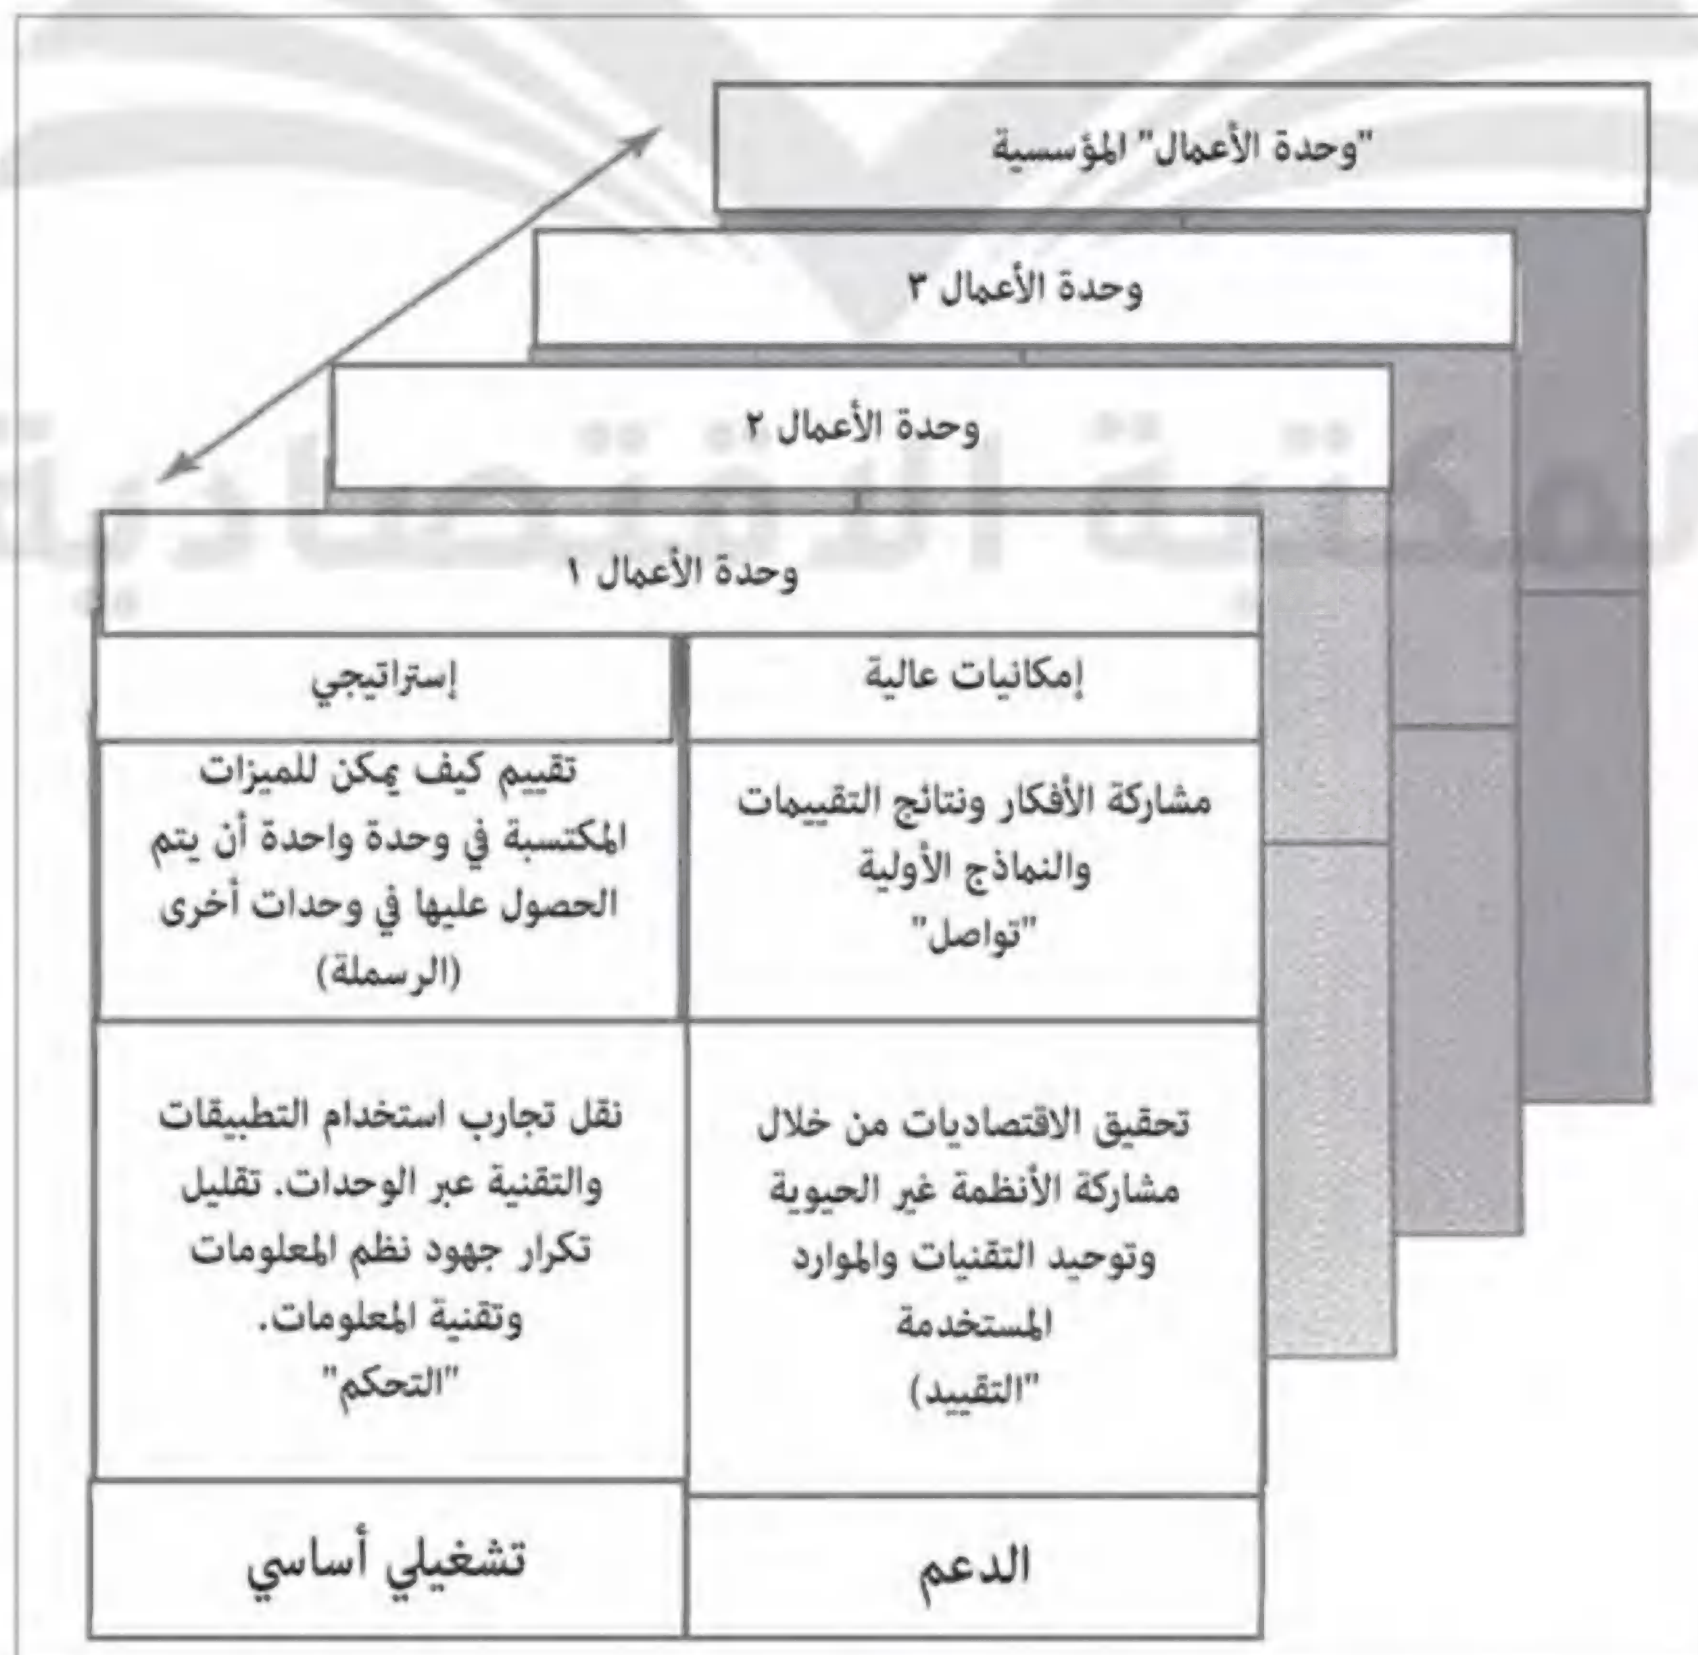 "وحدة الأعمال" المؤسسية
وحدة الأعمال ٣
وحدة الأعمال ٢
وحدة الأعمال ١
إمكانيات عالية
مشاركة الأفكار ونتائج التقييمات
والنماذج الأولية
"تواصل"
إستراتيجي
تقييم كيف يمكن للميزات
المكتسبة في وحدة واحدة أن يتم
الحصول عليها في وحدات أخرى
(الرسملة)
تحقيق الاقتصاديات من خلال
مشاركة الأنظمة غير الحيوية
وتوحيد التقنيات والموارد
المستخدمة
"التقييد)
نقل تجارب استخدام التطبيقات
والتقنية عبر الوحدات. تقليل
تكرار جهود نظم المعلومات
وتقنية المعلومات.
"التحكم"
الدعم
تشغيلي أساسي
لمكتبة الاقتصادية